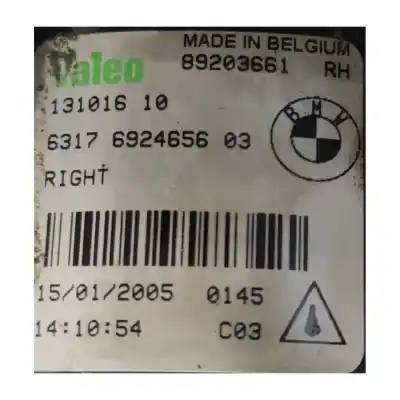 Valeo
MADE IN BELGIUM
89203661 RH
131016 10
6317 6924656 03
BMW
RIGHT
15/01/2005 0145
14:10:54 C03